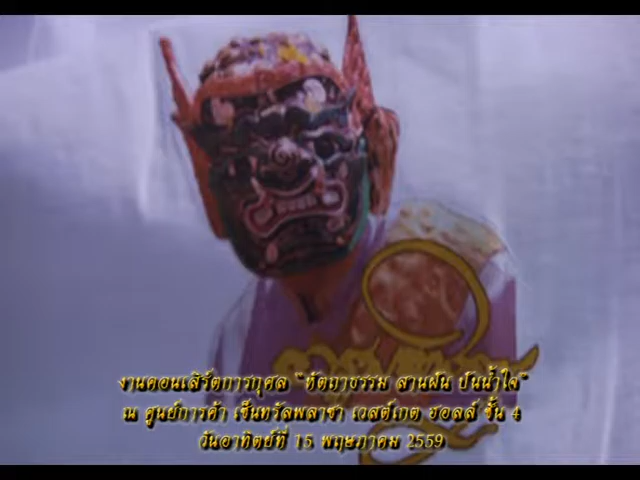 งานคอนเสิร์ตการกุศล "หัตถาธรรม สานฝัน ปันน้ำใจ"
ณ ศูนย์การค้า เซ็นทรัลพลาซา เวสต์เกต ฮอลล์ ชั้น 4
วันอาทิตย์ที่ 15 พฤษภาคม 2559